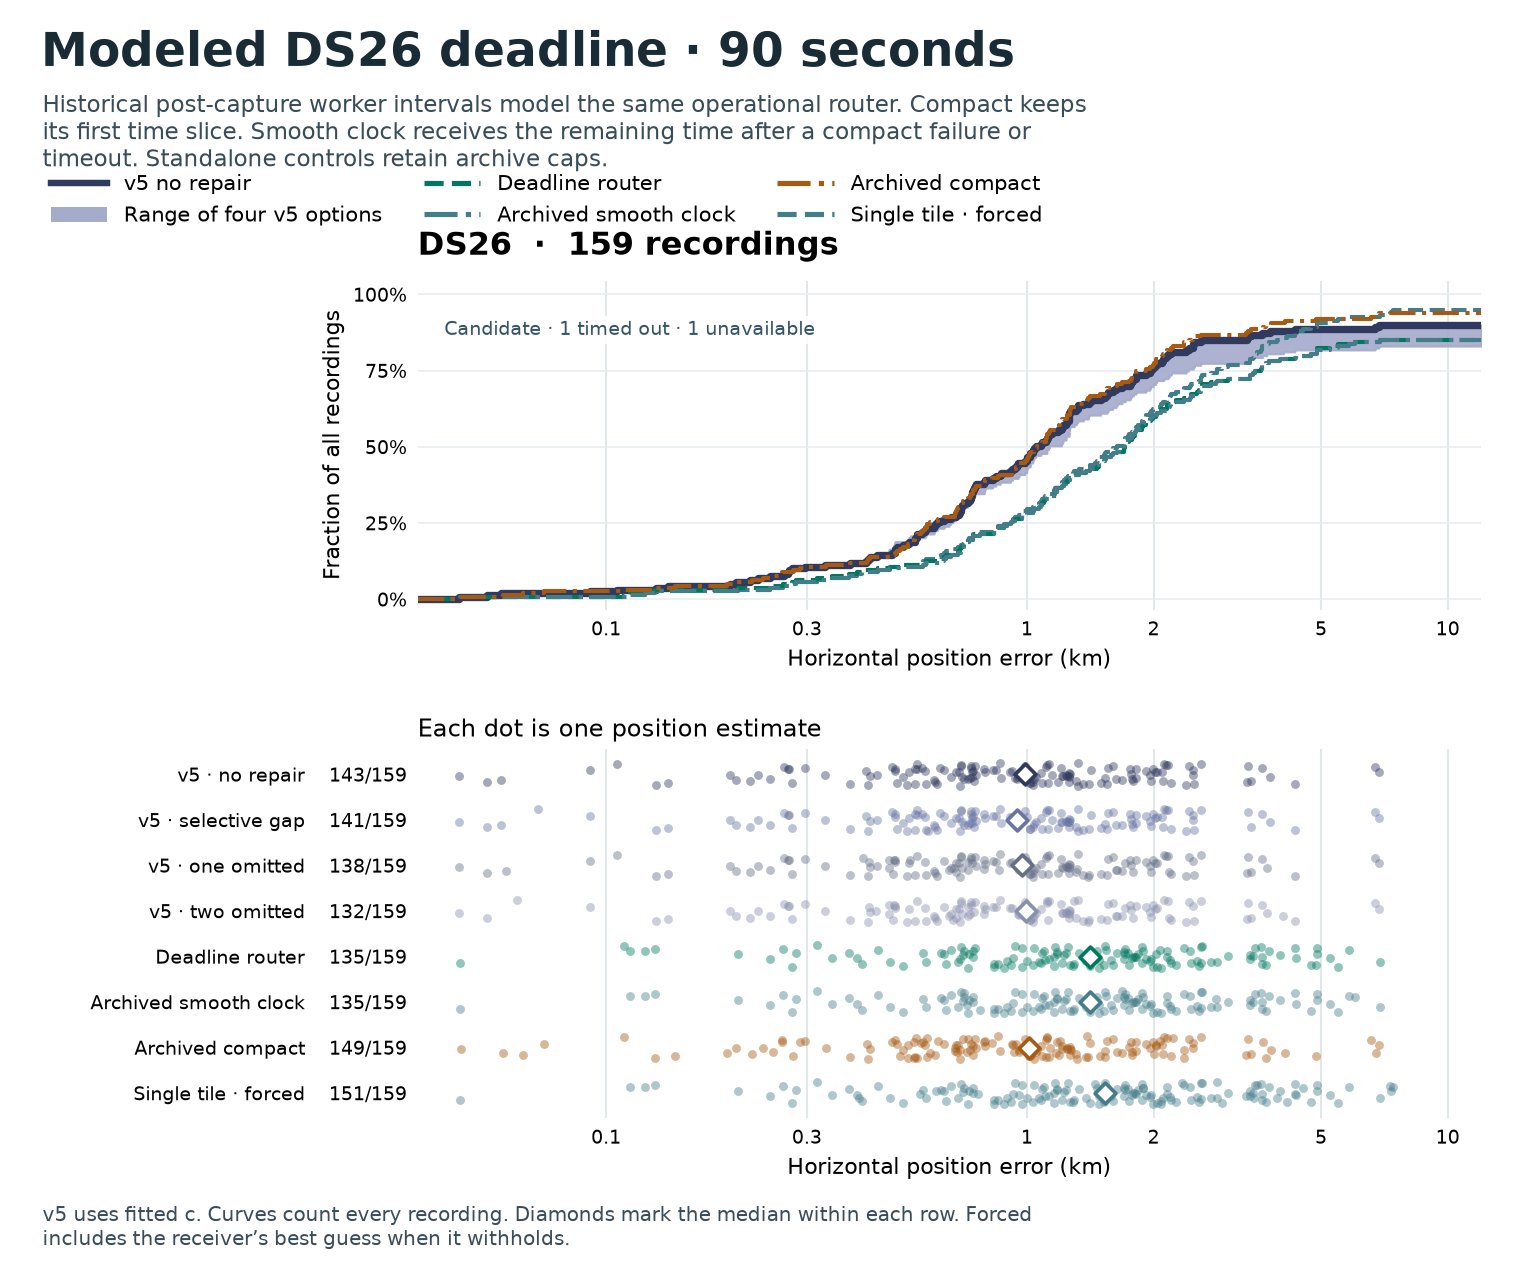 Modeled DS26 deadline · 90 seconds
Historical post-capture worker intervals model the same operational router. Compact keeps
its first time slice. Smooth clock receives the remaining time after a compact failure or
timeout. Standalone controls retain archive caps.
v5 no repair
Range of four v5 options
Deadline router
Archived smooth clock
Archived compact
Single tile · forced
DS26 · 159 recordings
Fraction of all recordings
100%
75%
50%
25%
0%
Candidate · 1 timed out · 1 unavailable
0.1 0.3 1 2 5 10
Horizontal position error (km)
Each dot is one position estimate
v5 · no repair 143/159
v5 · selective gap 141/159
v5 · one omitted 138/159
v5 · two omitted 132/159
Deadline router 135/159
Archived smooth clock 135/159
Archived compact 149/159
Single tile · forced 151/159
0.1 0.3 1 2 5 10
Horizontal position error (km)
v5 uses fitted c. Curves count every recording. Diamonds mark the median within each row. Forced
includes the receiver’s best guess when it withholds.